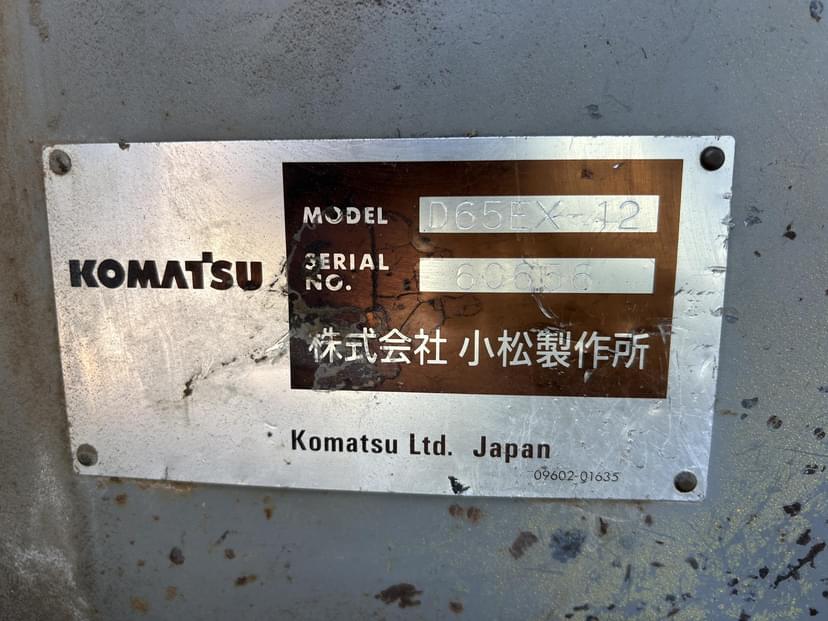 MODEL D65EX-12
KOMATSU
SERIAL NO. 60656
株式会社 小松製作所
Komatsu Ltd. Japan
09602-01635